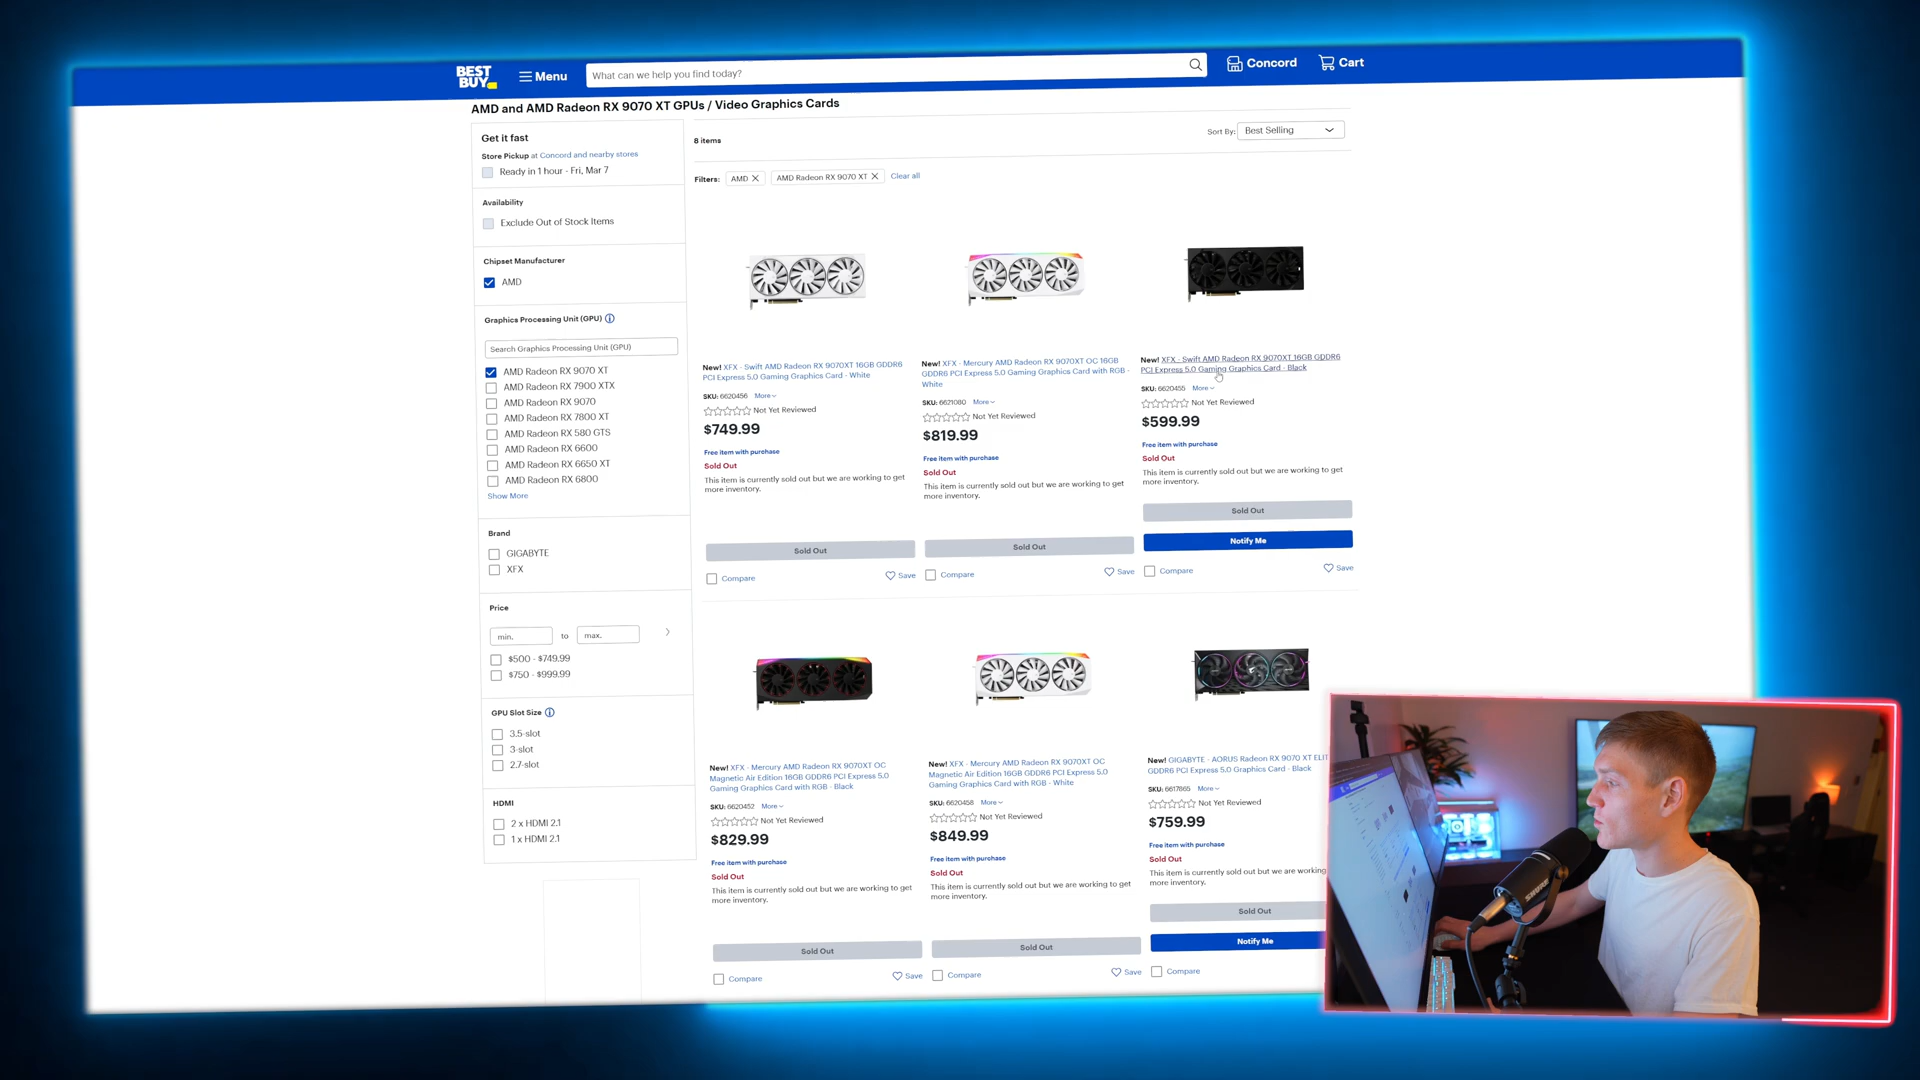 BEST
BUY
Menu
What can we help you find today?
Concord
Cart
AMD and AMD Radeon RX 9070 XT GPUs / Video Graphics Cards
Get it fast
Store Pickup at Concord and nearby stores
Ready in 1 hour - Fri, Mar 7
Availability
Exclude Out of Stock Items
Chipset Manufacturer
AMD
Graphics Processing Unit (GPU)
Search Graphics Processing Unit (GPU)
AMD Radeon RX 9070 XT
AMD Radeon RX 7900 XTX
AMD Radeon RX 9070
AMD Radeon RX 7800 XT
AMD Radeon RX 580 GTS
AMD Radeon RX 6600
AMD Radeon RX 6650 XT
AMD Radeon RX 6800
Show More
Brand
GIGABYTE
XFX
Price
min. to max.
$500 - $749.99
$750 - $999.99
GPU Slot Size
3.5-slot
3-slot
2.7-slot
HDMI
2 x HDMI 2.1
1 x HDMI 2.1
8 items
Sort By: Best Selling
Filters: AMD AMD Radeon RX 9070 XT Clear all
New! XFX - Swift AMD Radeon RX 9070XT 16GB GDDR6
PCI Express 5.0 Gaming Graphics Card - White
SKU: 6620456 More
Not Yet Reviewed
$749.99
Free item with purchase
Sold Out
This item is currently sold out but we are working to get
more inventory.
Sold Out
Compare
Save
New! XFX - Mercury AMD Radeon RX 9070XT OC 16GB
GDDR6 PCI Express 5.0 Gaming Graphics Card with RGB -
White
SKU: 6621080 More
Not Yet Reviewed
$819.99
Free item with purchase
Sold Out
This item is currently sold out but we are working to get
more inventory.
Sold Out
Compare
Save
New! XFX - Swift AMD Radeon RX 9070XT 16GB GDDR6
PCI Express 5.0 Gaming Graphics Card - Black
SKU: 6620455 More
Not Yet Reviewed
$599.99
Free item with purchase
Sold Out
This item is currently sold out but we are working to get
more inventory.
Sold Out
Notify Me
Compare
Save
New! XFX - Mercury AMD Radeon RX 9070XT OC
Magnetic Air Edition 16GB GDDR6 PCI Express 5.0
Gaming Graphics Card with RGB - Black
SKU: 6620452 More
Not Yet Reviewed
$829.99
Free item with purchase
Sold Out
This item is currently sold out but we are working to get
more inventory.
Sold Out
Compare
Save
New! XFX - Mercury AMD Radeon RX 9070XT OC
Magnetic Air Edition 16GB GDDR6 PCI Express 5.0
Gaming Graphics Card with RGB - White
SKU: 6620458 More
Not Yet Reviewed
$849.99
Free item with purchase
Sold Out
This item is currently sold out but we are working to get
more inventory.
Sold Out
Compare
Save
New! GIGABYTE - AORUS Radeon RX 9070 XT ELIT
GDDR6 PCI Express 5.0 Graphics Card - Black
SKU: 6617865 More
Not Yet Reviewed
$759.99
Free item with purchase
Sold Out
This item is currently sold out but we are working
more inventory.
Sold Out
Notify Me
Compare
SHURE